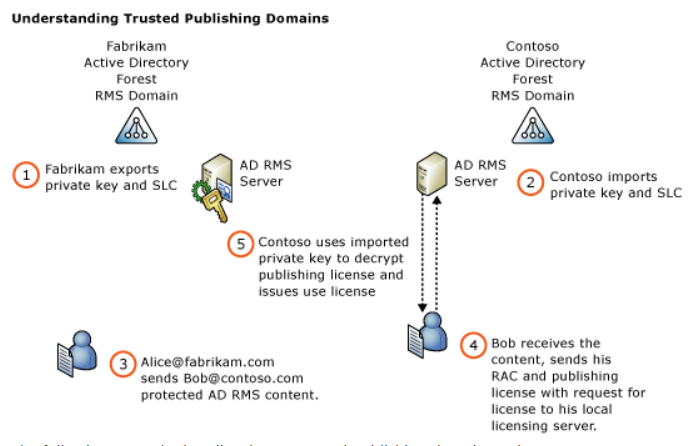 Understanding Trusted Publishing Domains
Fabrikam
Active Directory
Forest
RMS Domain
Contoso
Active Directory
Forest
RMS Domain
1 Fabrikam exports
private key and SLC
AD RMS
Server
AD RMS
Server
2 Contoso imports
private key and SLC
5 Contoso uses imported
private key to decrypt
publishing license and
issues use license
3 Alice@fabrikam.com
sends Bob@contoso.com
protected AD RMS content.
4 Bob receives the
content, sends his
RAC and publishing
license with request for
license to his local
licensing server.